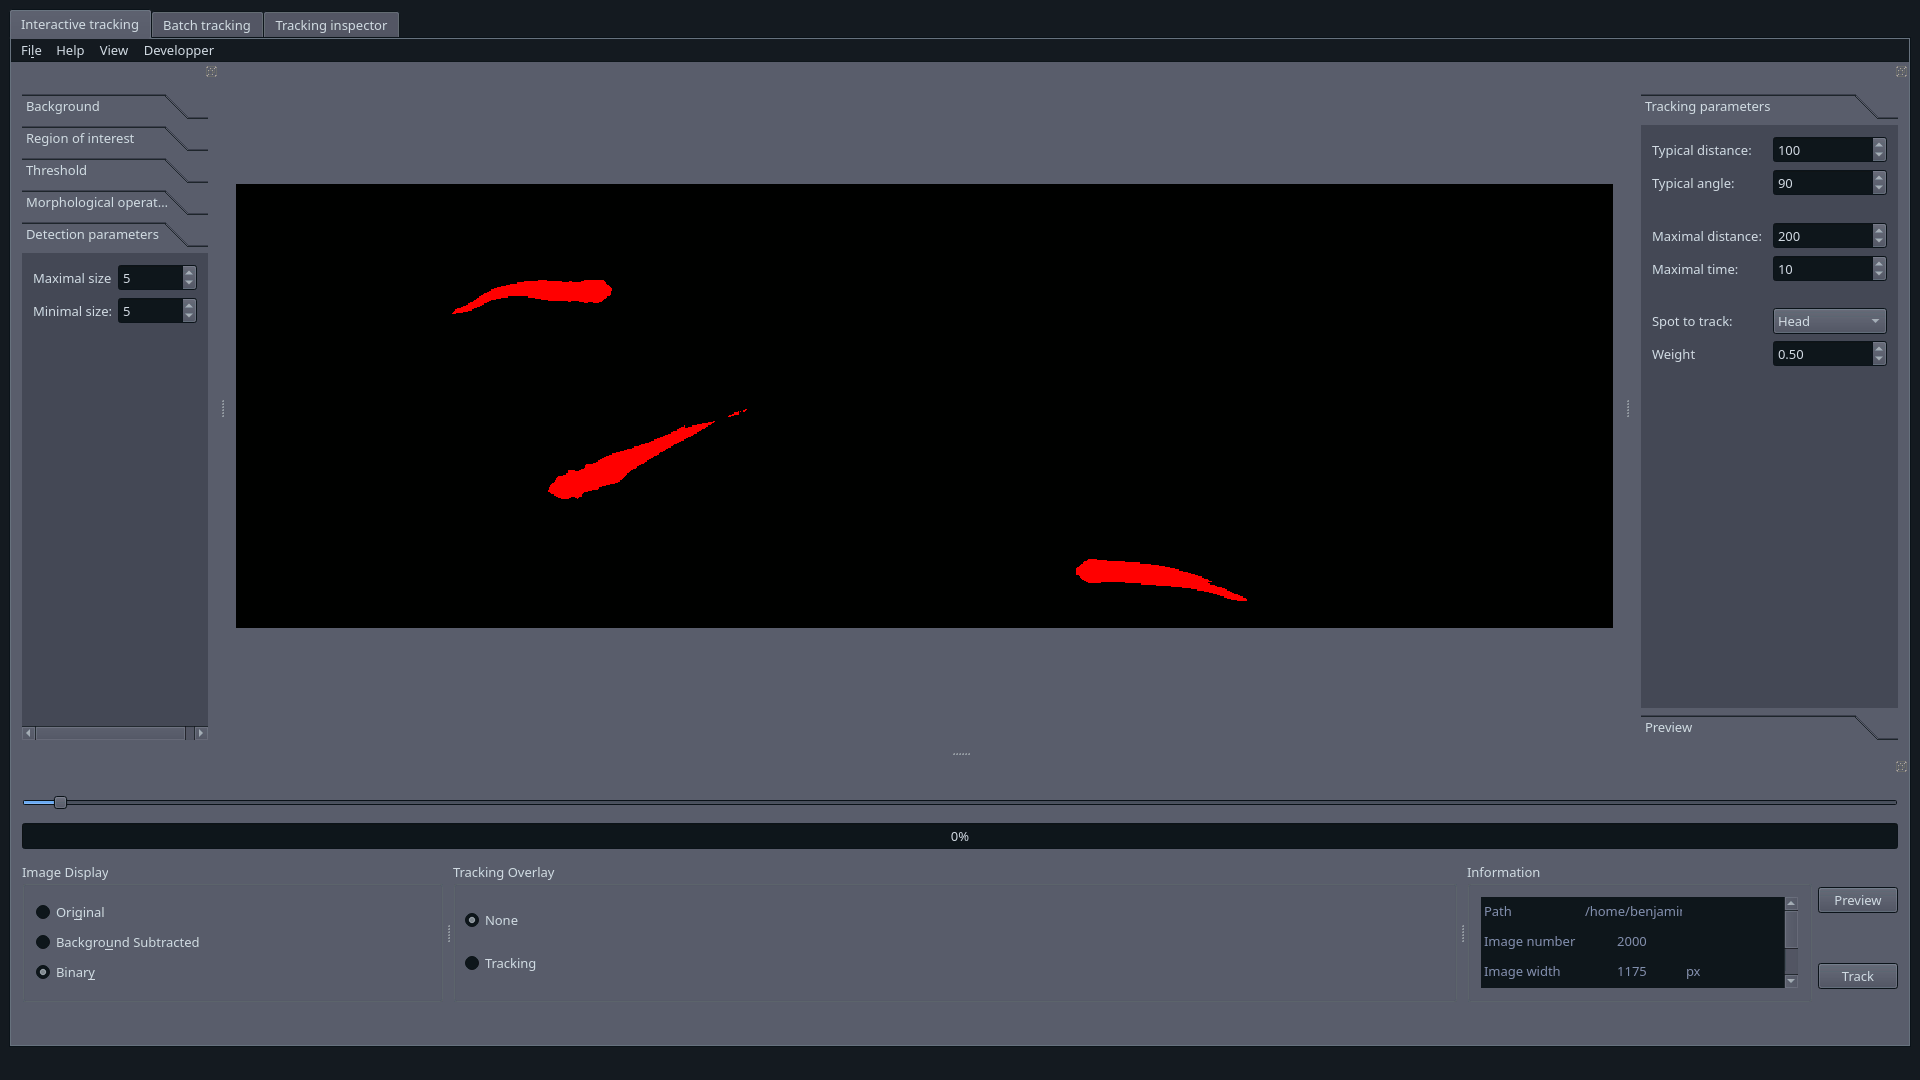 Interactive tracking Batch tracking Tracking inspector
File Help View Developer
Background
Region of interest
Threshold
Morphological operat...
Detection parameters
Maximal size 5
Minimal size: 5
Tracking parameters
Typical distance: 100
Typical angle: 90
Maximal distance: 200
Maximal time: 10
Spot to track: Head
Weight 0.50
Preview
0%
Image Display
Original
Background Subtracted
Binary
Tracking Overlay
None
Tracking
Information
Path /home/benjamin
Image number 2000
Image width 1175 px
Preview
Track